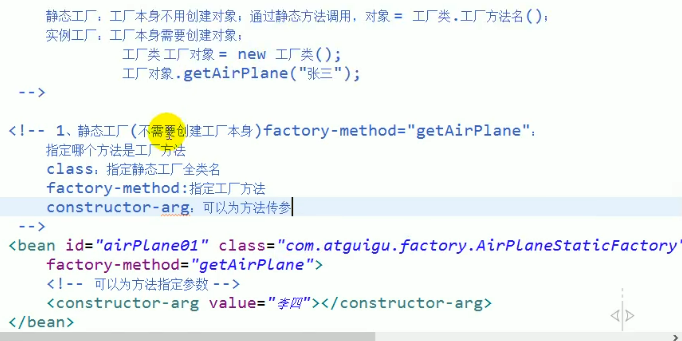 静态工厂：工厂本身不用创建对象；通过静态方法调用，对象 = 工厂类.工厂方法名()；
实例工厂：工厂本身需要创建对象；
工厂类 工厂对象 = new 工厂类();
工厂对象.getAirPlane("张三");
-->
<!-- 1、静态工厂(不需要创建工厂本身)factory-method="getAirPlane"：
指定哪个方法是工厂方法
class：指定静态工厂全类名
factory-method:指定工厂方法
constructor-arg：可以为方法传参
-->
<bean id="airPlane01" class="com.atguigu.factory.AirPlaneStaticFactory"
factory-method="getAirPlane">
<!-- 可以为方法指定参数 -->
<constructor-arg value="李四"></constructor-arg>
</bean>